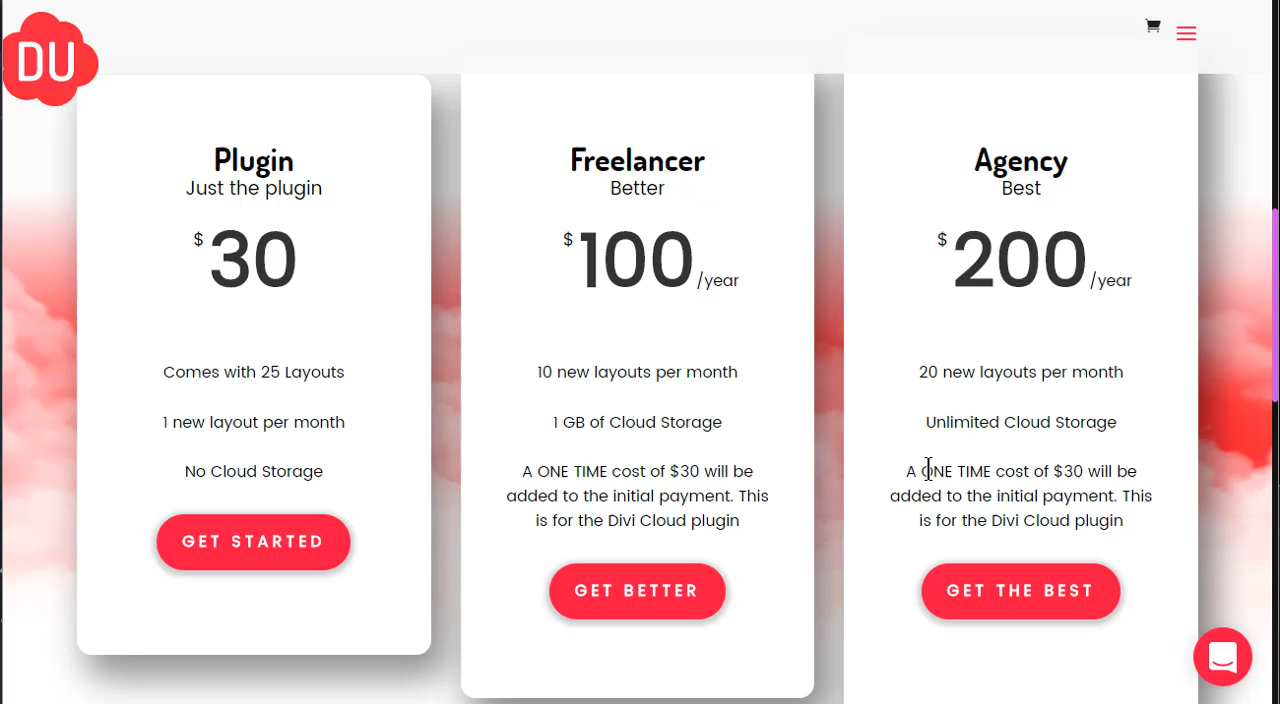 DU
Plugin
Just the plugin
$30
Comes with 25 Layouts
1 new layout per month
No Cloud Storage
GET STARTED
Freelancer
Better
$100/year
10 new layouts per month
1 GB of Cloud Storage
A ONE TIME cost of $30 will be
added to the initial payment. This
is for the Divi Cloud plugin
GET BETTER
Agency
Best
$200/year
20 new layouts per month
Unlimited Cloud Storage
A ONE TIME cost of $30 will be
added to the initial payment. This
is for the Divi Cloud plugin
GET THE BEST